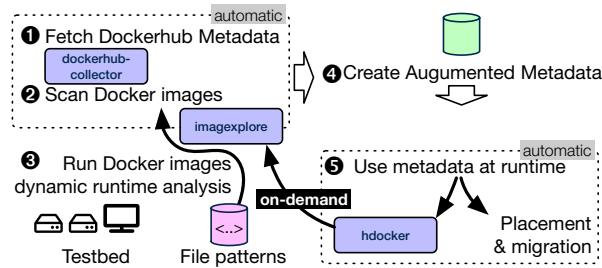 automatic
❶ Fetch Dockerhub Metadata
dockerhub-
collector
❷ Scan Docker images
imagexplore
❸ Run Docker images
dynamic runtime analysis
Testbed
<..>
File patterns
❹ Create Augumented Metadata
automatic
❺ Use metadata at runtime
on-demand
hdocker
Placement
& migration